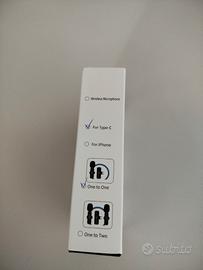 Wireless Microphone
For Type C
For iPhone
One to One
One to Two
subito